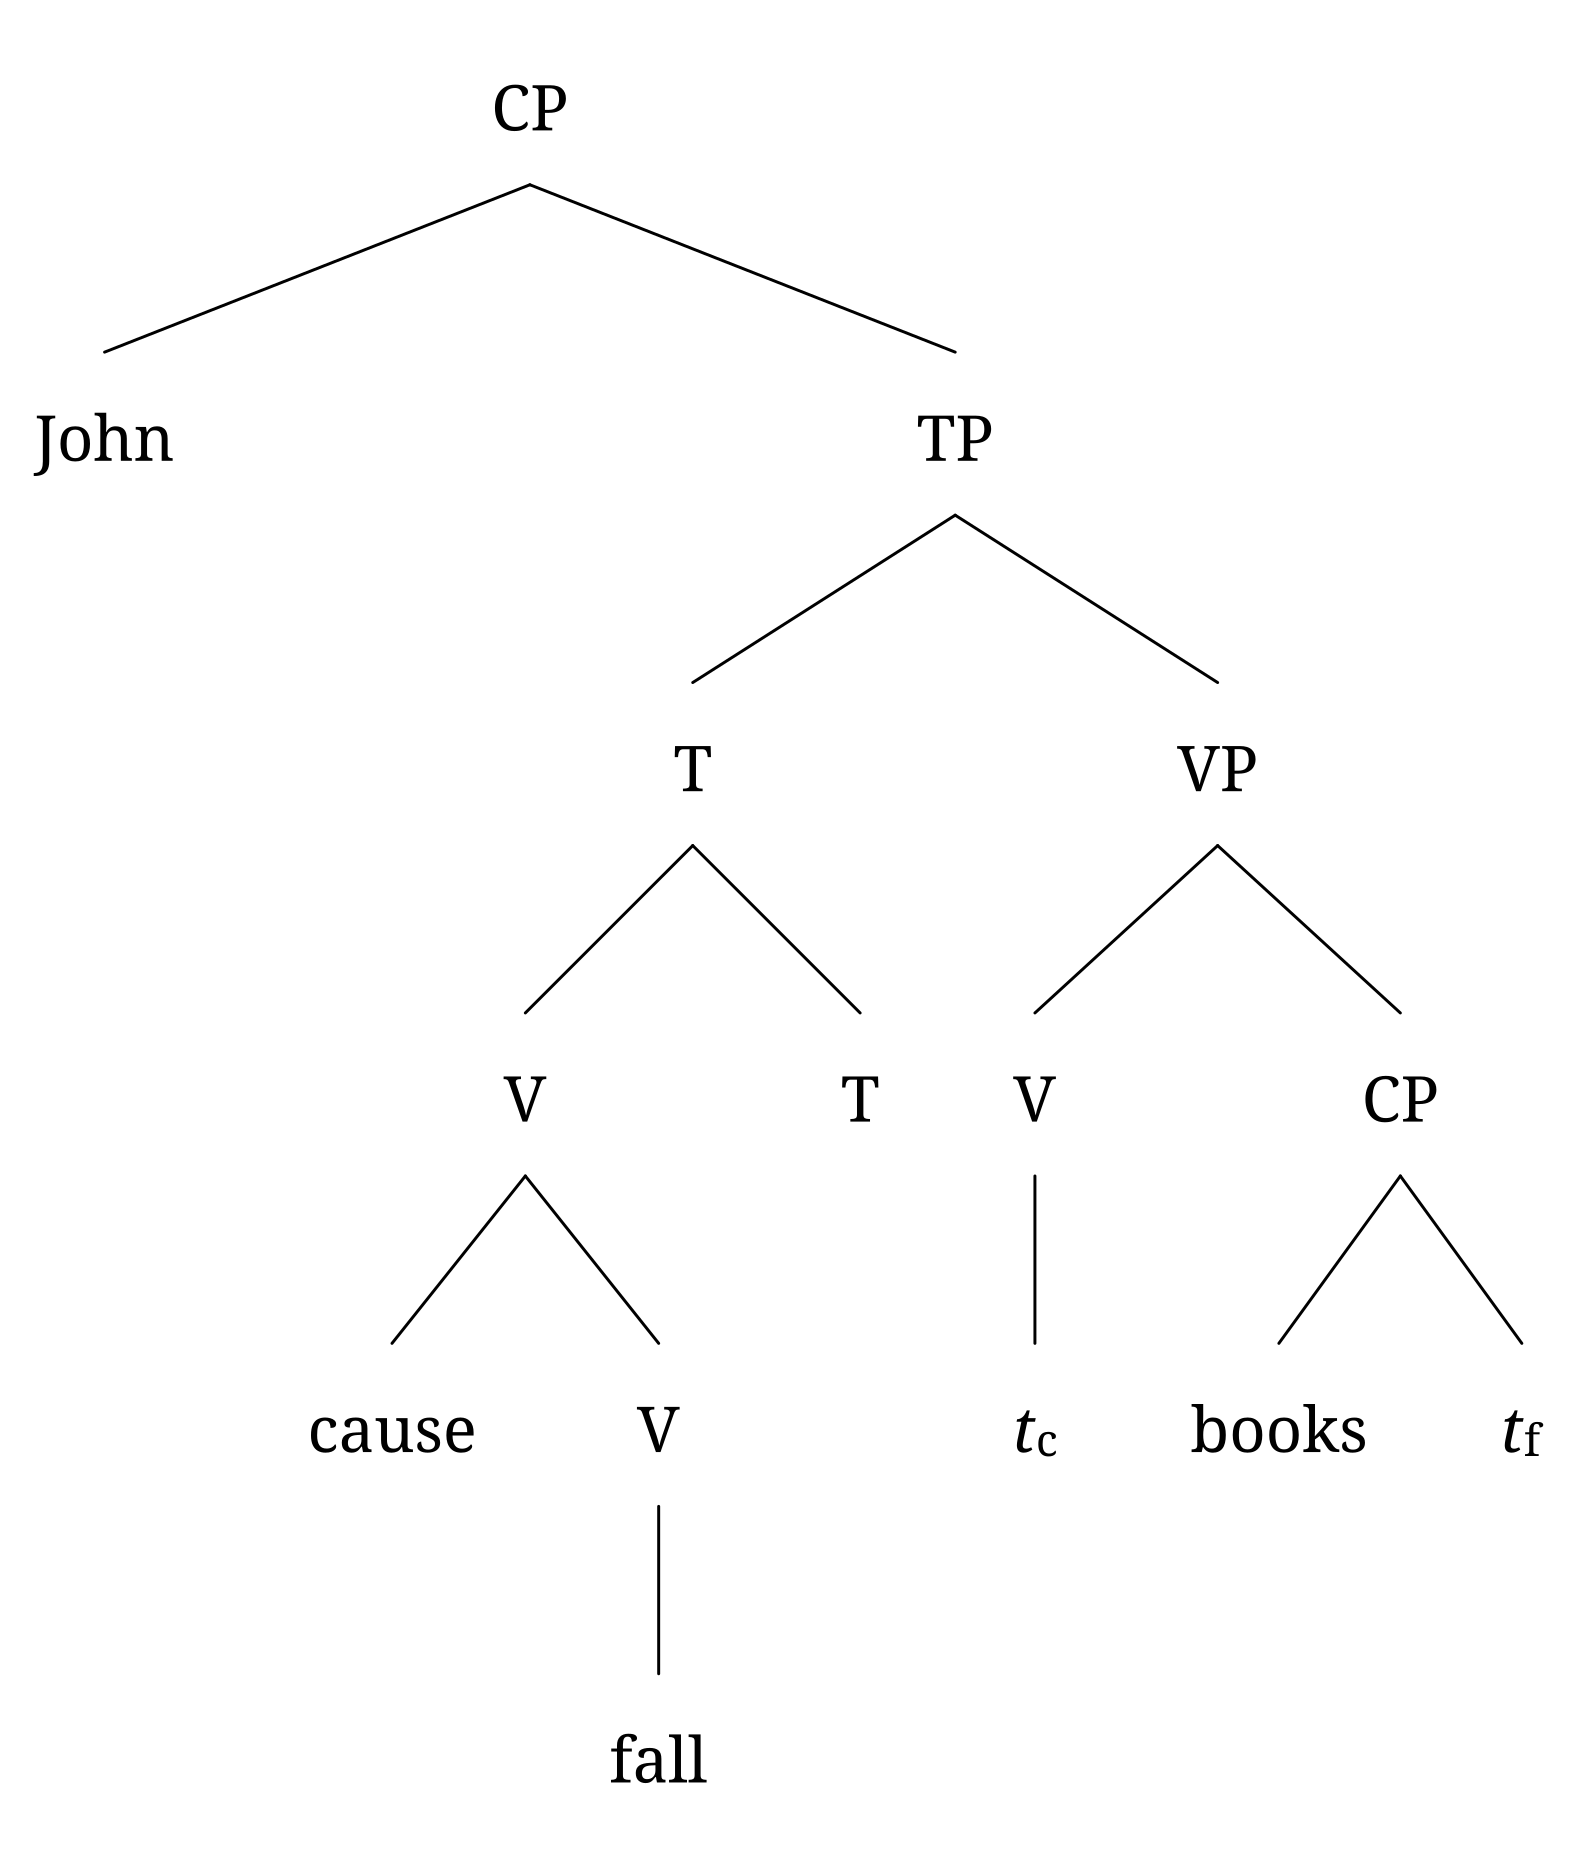 CP
John TP
T VP
V T V CP
cause V t_c books t_f
fall